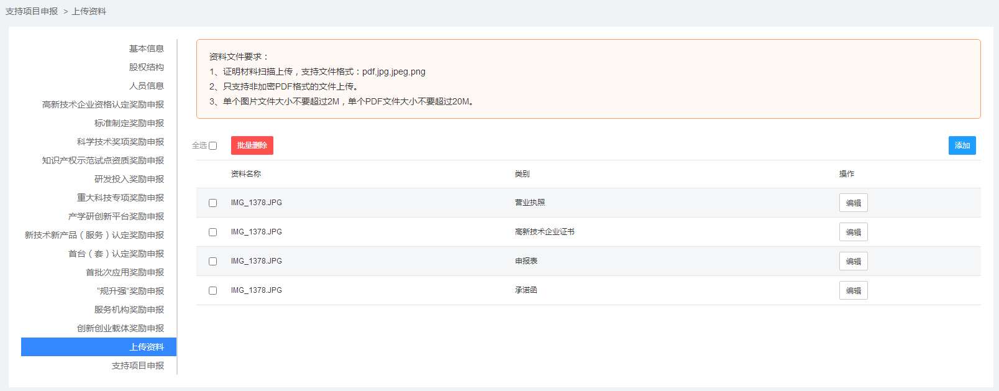 支持项目申报 > 上传资料
基本信息
股权结构
人员信息
高新技术企业资格认定奖励申报
标准制定奖励申报
科学技术奖项奖励申报
知识产权示范试点资质奖励申报
研发投入奖励申报
重大科技专项奖励申报
产学研创新平台奖励申报
新技术新产品（服务）认定奖励申报
首台（套）认定奖励申报
首批次应用奖励申报
"规升强"奖励申报
服务机构奖励申报
创新创业载体奖励申报
上传资料
支持项目申报
资料文件要求：
1、证明材料扫描上传，支持文件格式：pdf,jpg,jpeg,png
2、只支持非加密PDF格式的文件上传。
3、单个图片文件大小不要超过2M，单个PDF文件大小不要超过20M。
全选 批量删除 添加
资料名称 类别 操作
IMG_1378.JPG 营业执照 编辑
IMG_1378.JPG 高新技术企业证书 编辑
IMG_1378.JPG 申报表 编辑
IMG_1378.JPG 承诺函 编辑